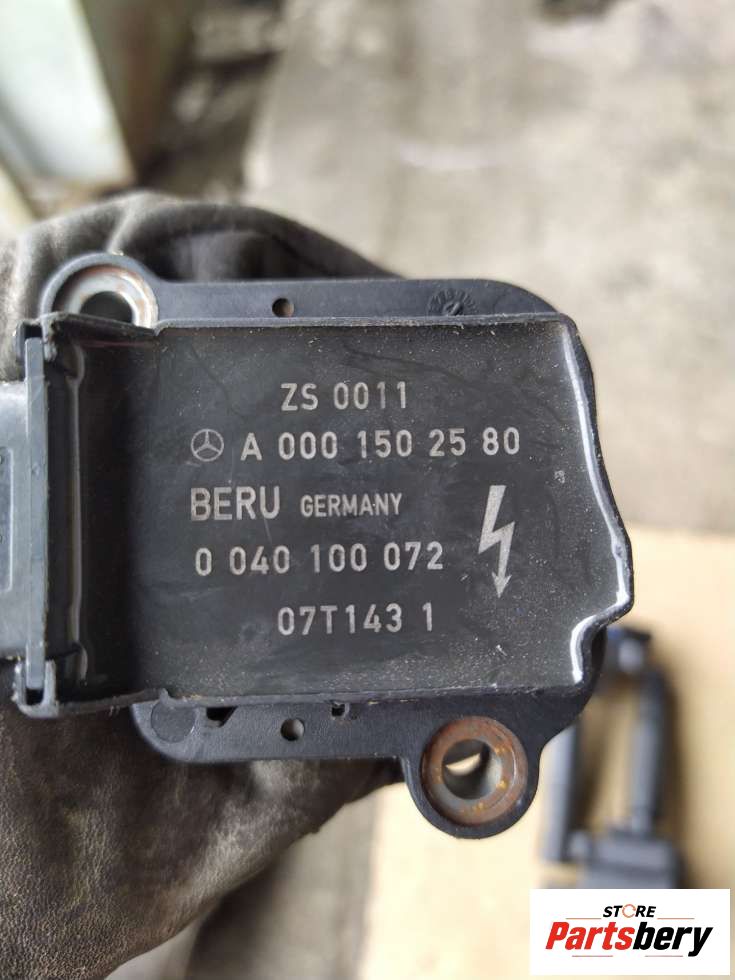 ZS 0011
A 000 150 25 80
BERU GERMANY
0 040 100 072
07T143 1
STORE
Partsbery